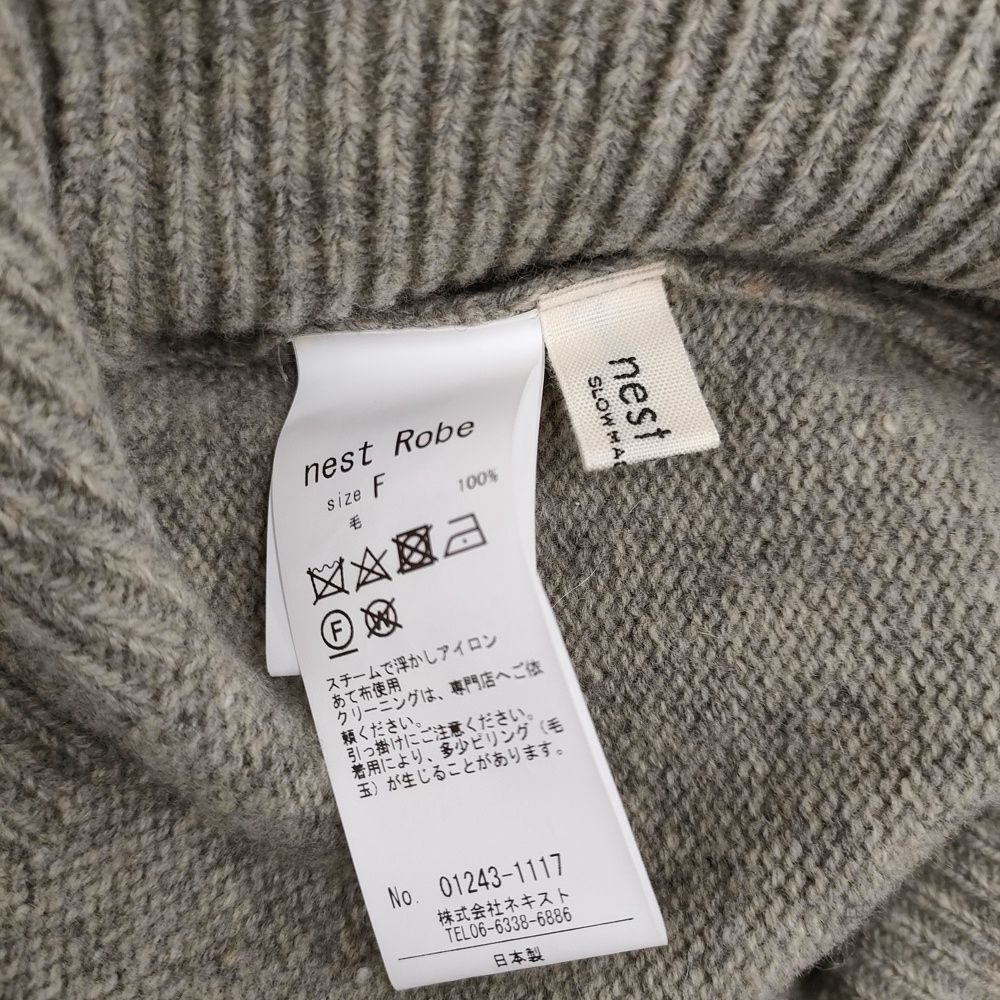 nest Robe
size F
毛 100%
F
W
スチームで浮かしアイロン
あて布使用
クリーニングは、専門店へご依
頼ください。
引っ掛けにご注意ください。
着用により、多少ピリング(毛
玉)が生じることがあります。
No. 01243-1117
株式会社ネキスト
TEL06-6338-6886
日本製
nest
SLOW MA